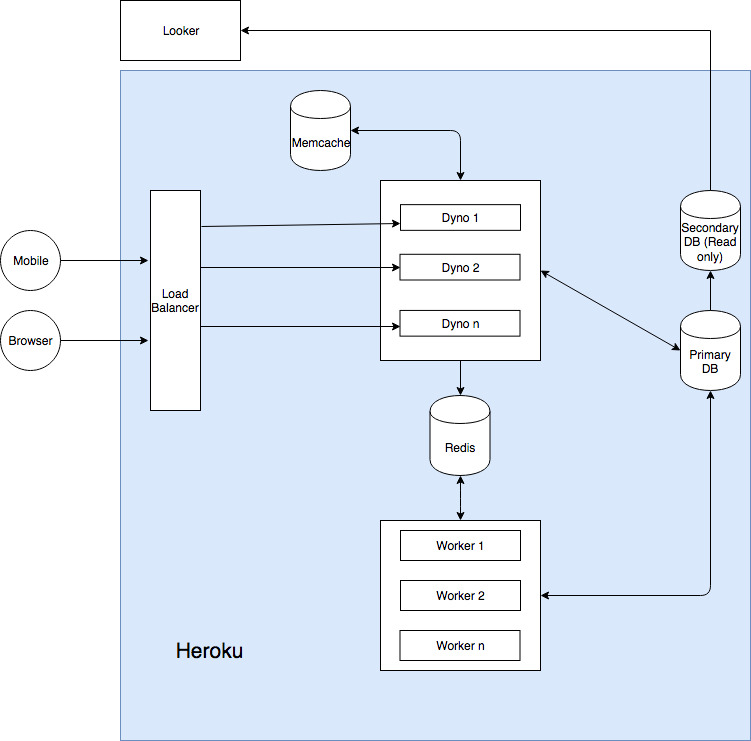 Looker
Memcache
Dyno 1
Dyno 2
Dyno n
Secondary
DB (Read
only)
Mobile
Browser
Load
Balancer
Primary
DB
Redis
Worker 1
Worker 2
Worker n
Heroku